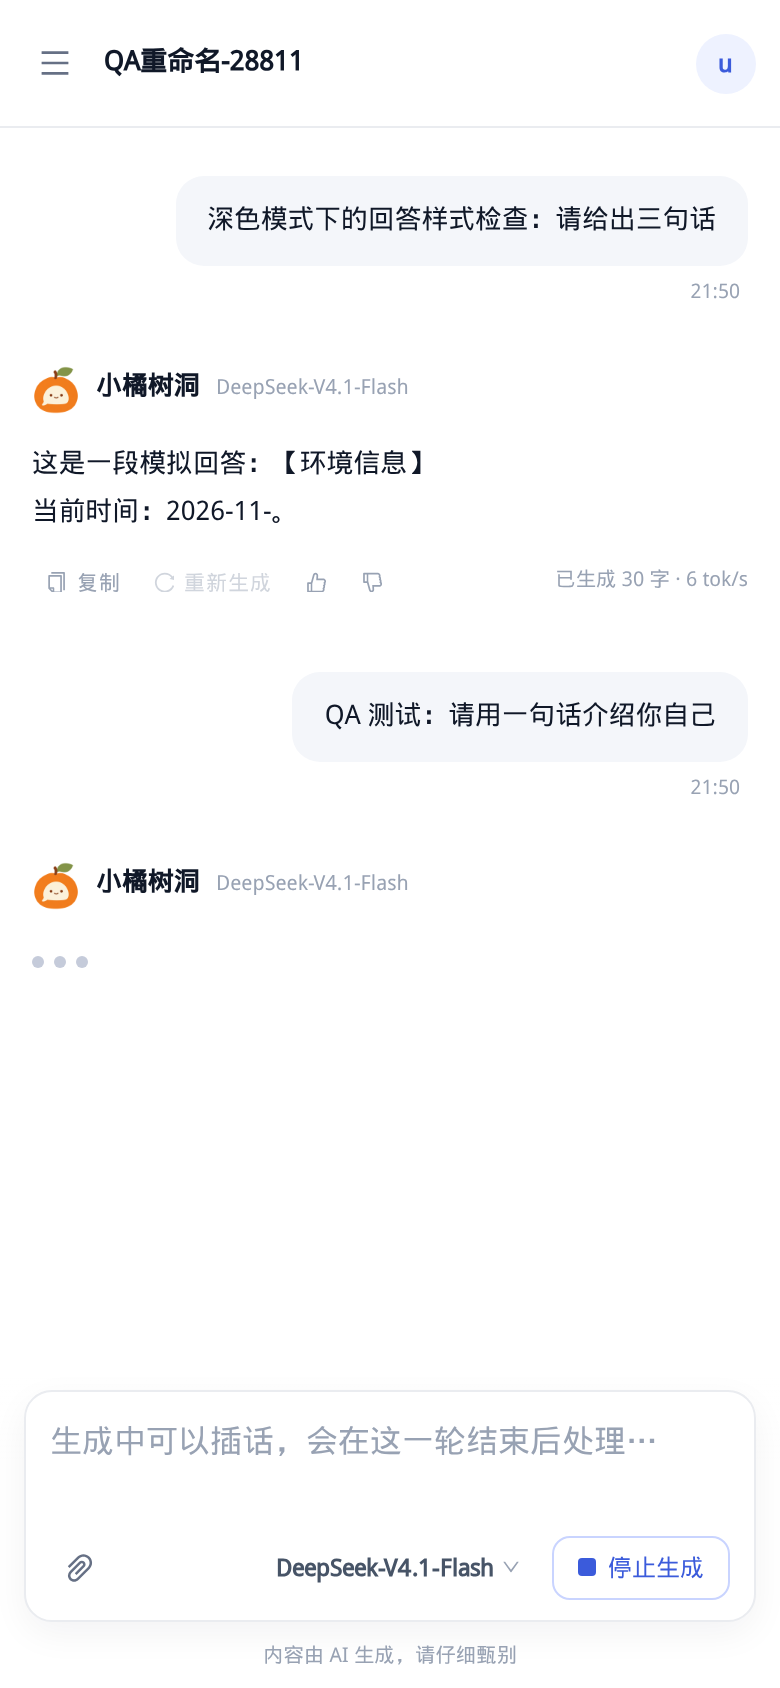 QA重命名-28811
u
深色模式下的回答样式检查：请给出三句话
21:50
小橘树洞 DeepSeek-V4.1-Flash
这是一段模拟回答：【环境信息】
当前时间：2026-11-。
复制 重新生成 已生成 30 字 · 6 tok/s
QA 测试：请用一句话介绍你自己
21:50
小橘树洞 DeepSeek-V4.1-Flash
生成中可以插话，会在这一轮结束后处理…
DeepSeek-V4.1-Flash 停止生成
内容由 AI 生成，请仔细甄别